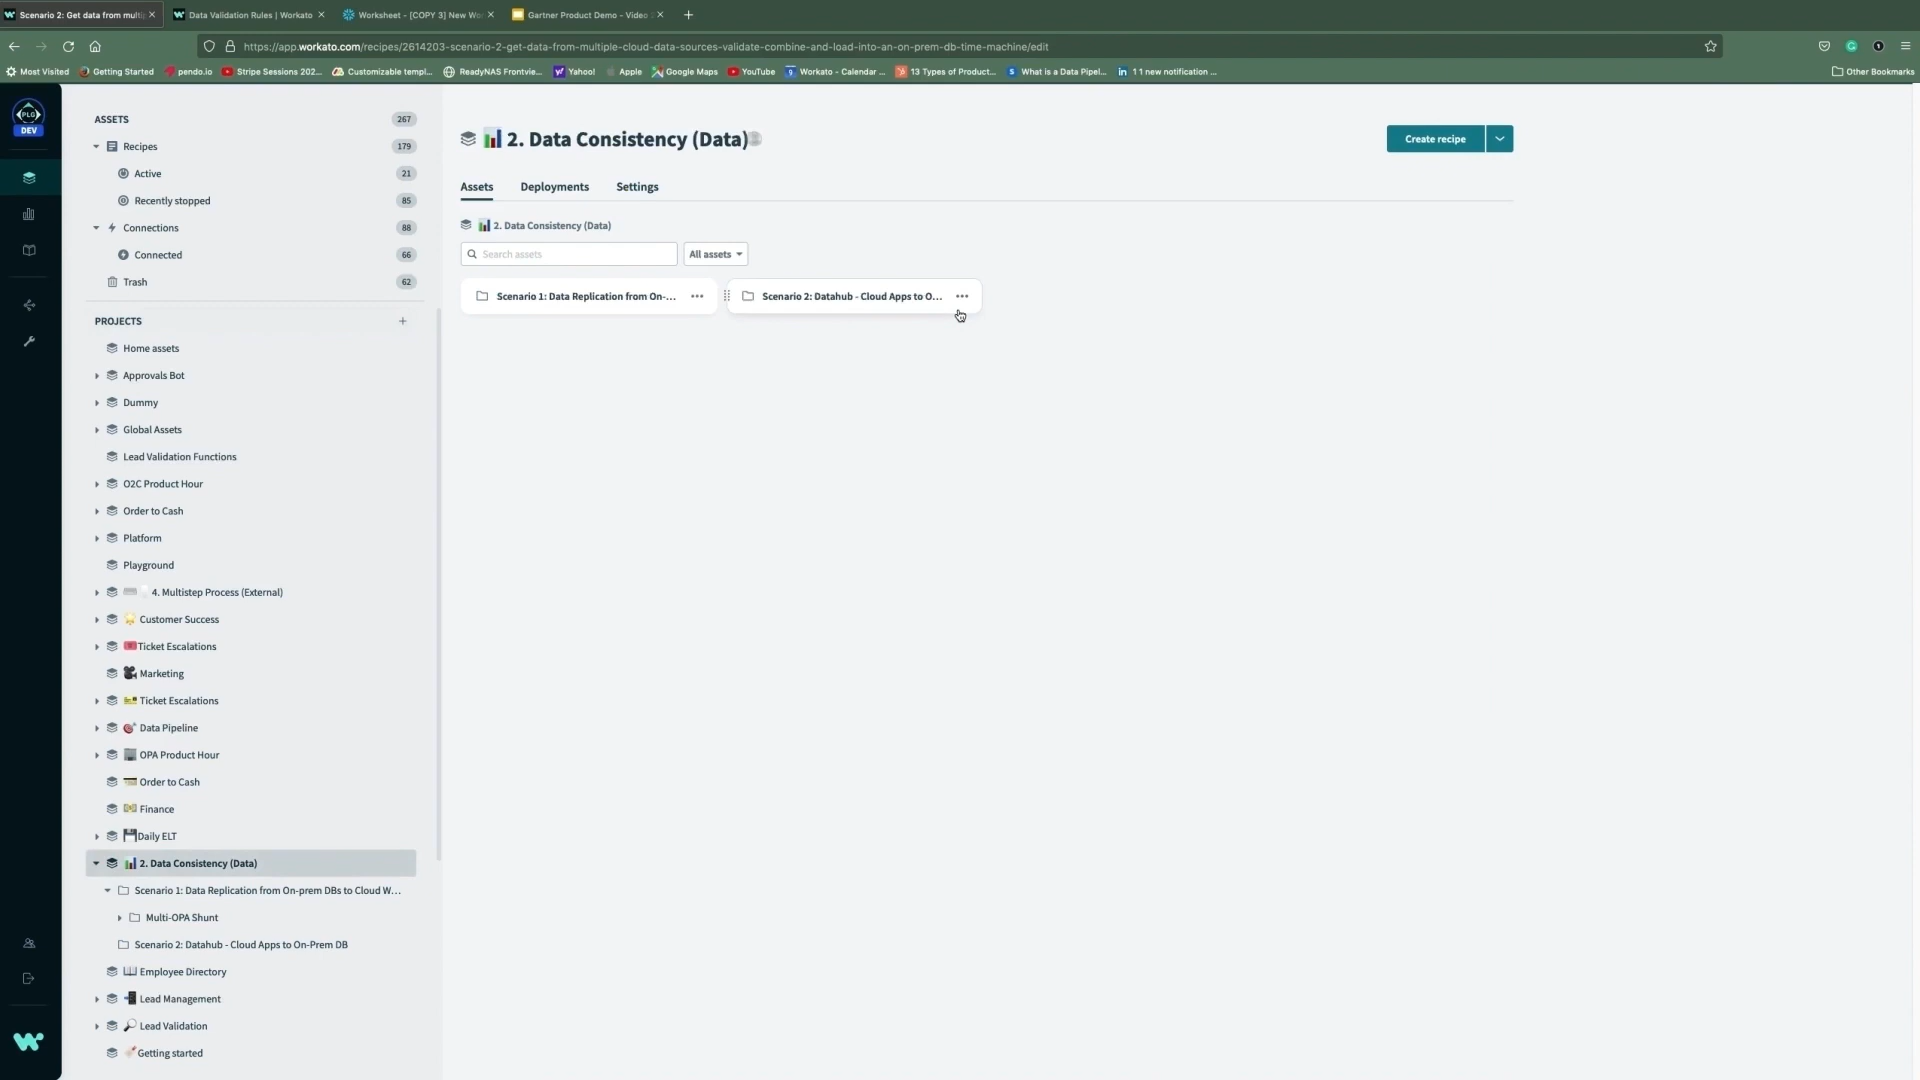 Scenario 2: Get data from multip
Data Validation Rules | Workato
Worksheet - [COPY 3] New Wo
Gartner Product Demo - Video
https://app.workato.com/recipes/2614203-scenario-2-get-data-from-multiple-cloud-data-sources-validate-combine-and-load-into-an-on-prem-db-time-machine/edit
Most Visited
Getting Started
pendo.io
Stripe Sessions 202...
Customizable templ...
ReadyNAS Frontvie...
Yahoo!
Apple
Google Maps
YouTube
Workato - Calendar ...
13 Types of Product...
What is a Data Pipel...
1 1 new notification ...
Other Bookmarks
PLG
DEV
ASSETS 267
Recipes 179
Active 21
Recently stopped 85
Connections 88
Connected 66
Trash 62
PROJECTS
Home assets
Approvals Bot
Dummy
Global Assets
Lead Validation Functions
O2C Product Hour
Order to Cash
Platform
Playground
4. Multistep Process (External)
Customer Success
Ticket Escalations
Marketing
Ticket Escalations
Data Pipeline
OPA Product Hour
Order to Cash
Finance
Daily ELT
2. Data Consistency (Data)
Scenario 1: Data Replication from On-prem DBs to Cloud W...
Multi-OPA Shunt
Scenario 2: Datahub - Cloud Apps to On-Prem DB
Employee Directory
Lead Management
Lead Validation
Getting started
2. Data Consistency (Data)
Create recipe
Assets Deployments Settings
2. Data Consistency (Data)
Search assets
All assets
Scenario 1: Data Replication from On-...
Scenario 2: Datahub - Cloud Apps to O...